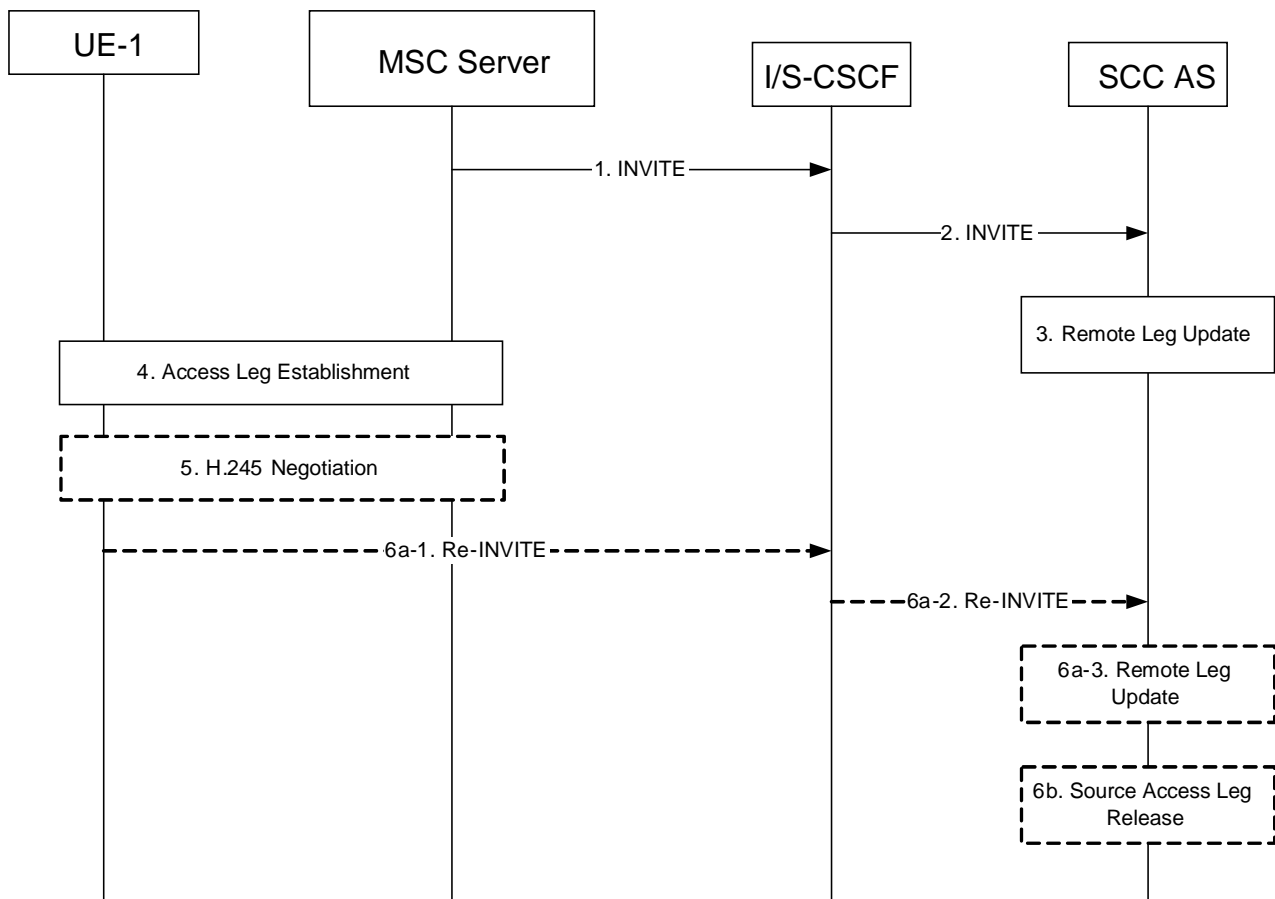 UE-1
MSC Server
I/S-CSCF
SCC AS
1. INVITE
2. INVITE
3. Remote Leg Update
4. Access Leg Establishment
5. H.245 Negotiation
6a-1. Re-INVITE
6a-2. Re-INVITE
6a-3. Remote Leg
Update
6b. Source Access Leg
Release